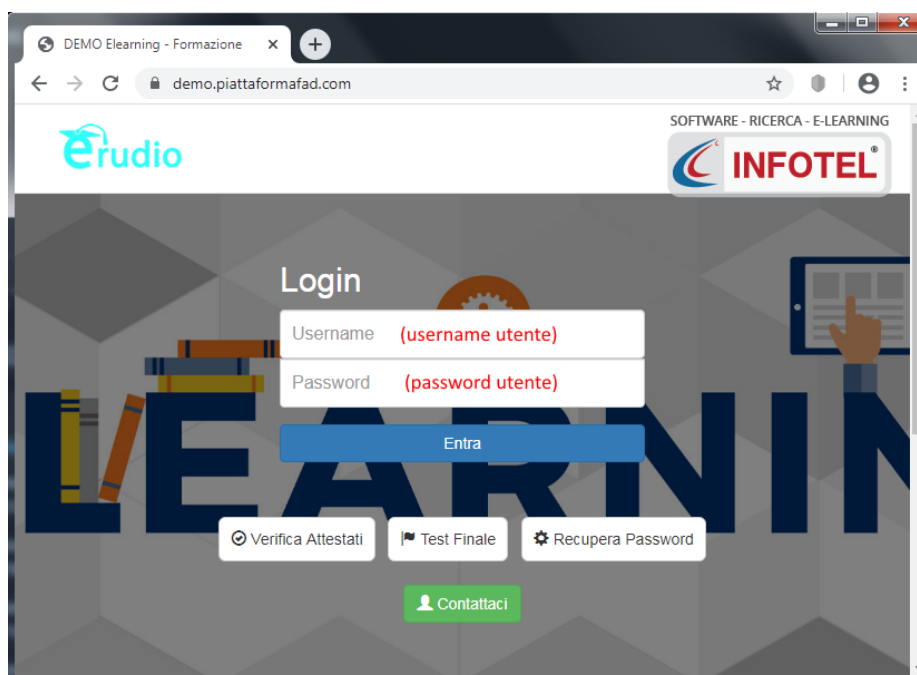 DEMO Elearning - Formazione
demo.piattaformafad.com
SOFTWARE - RICERCA - E-LEARNING
erudio
INFOTEL®
Login
Username (username utente)
Password (password utente)
Entra
LEARNIN
Verifica Attestati
Test Finale
Recupera Password
Contattaci